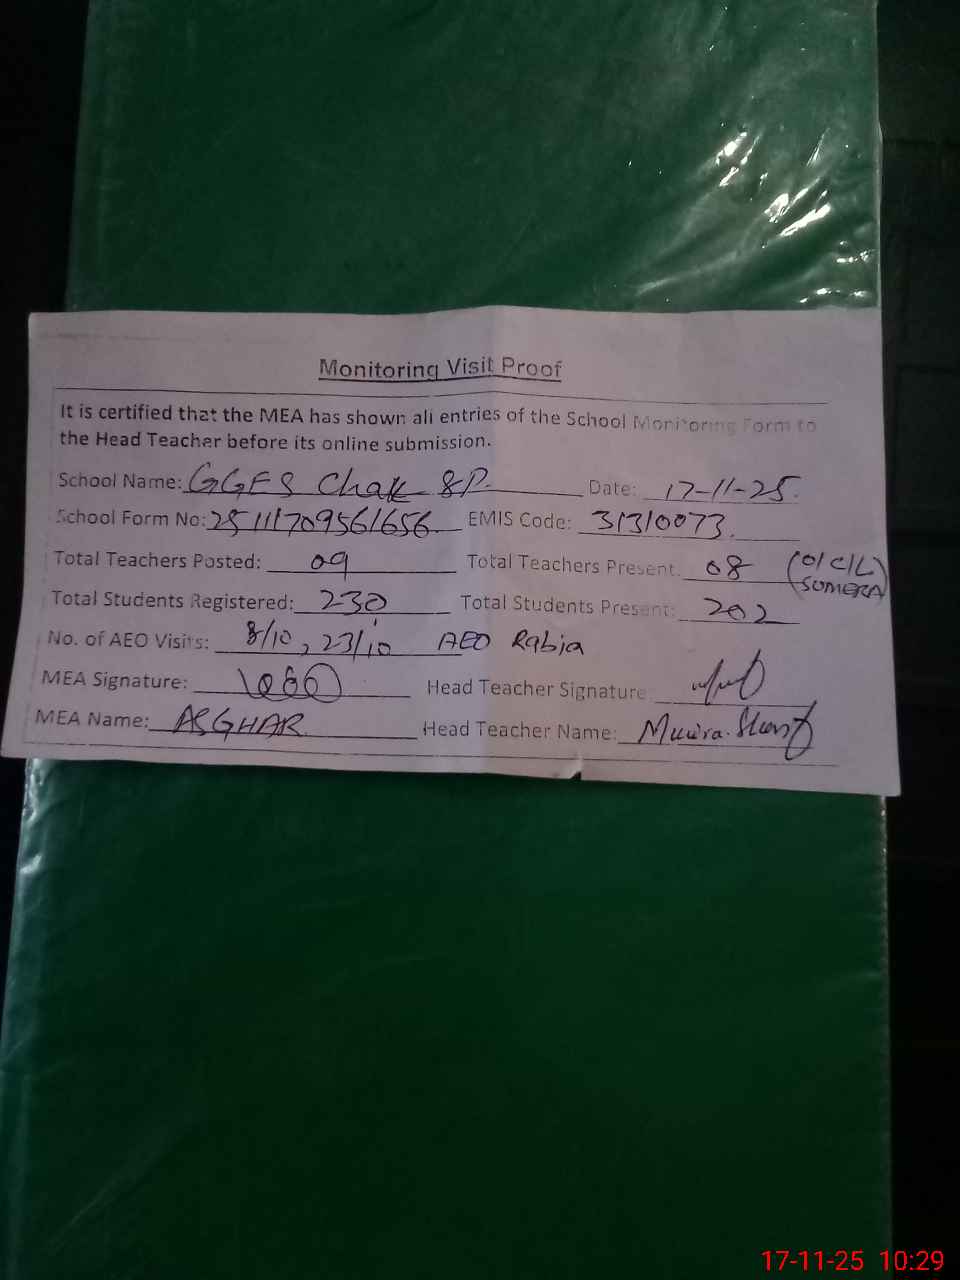 Monitoring Visit Proof
It is certified that the MEA has shown all entries of the School Monitoring Form to
the Head Teacher before its online submission.
School Name: GGES Chak 8P. Date: 17-11-25.
School Form No: 25111709561656 EMIS Code: 31310073.
Total Teachers Posted: 09 Total Teachers Present: 08 (01 C/L)
SUMERA
Total Students Registered: 230 Total Students Present: 202
No. of AEO Visits: 8/10, 23/10 AEO Rabia
MEA Signature: Head Teacher Signature
MEA Name: ASGHAR Head Teacher Name:
17-11-25 10:29